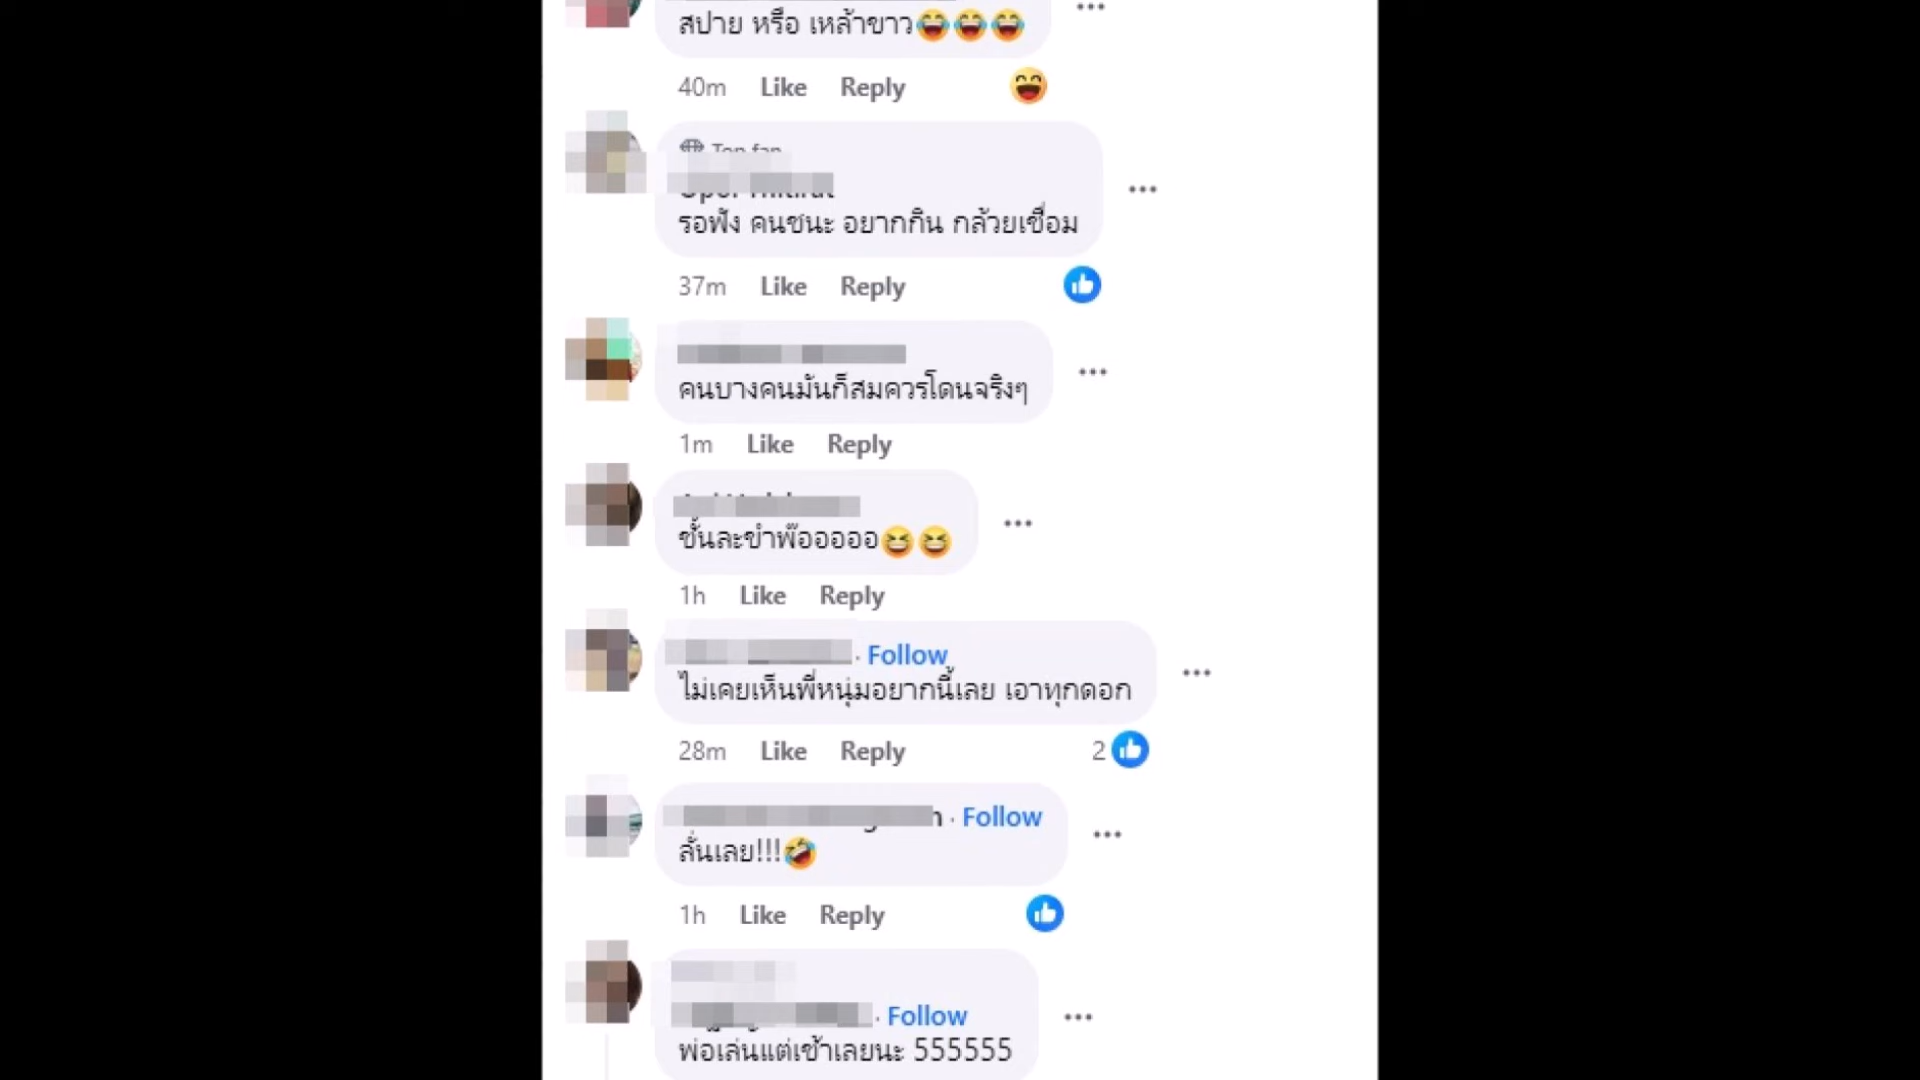 สปาย หรือ เหล้าขาว😂😂😂
40m Like Reply
Top fan
รอฟัง คนชนะ อยากกิน กล้วยเชื่อม
37m Like Reply
คนบางคนมันก็สมควรโดนจริงๆ
1m Like Reply
ชั้นละขำพ๊อออออ😆😆
1h Like Reply
· Follow
ไม่เคยเห็นพี่หนุ่มอยากนี้เลย เอาทุกดอก
28m Like Reply 2
· Follow
ลั่นเลย!!!🤣
1h Like Reply
· Follow
พ่อเล่นแต่เช้าเลยนะ 555555